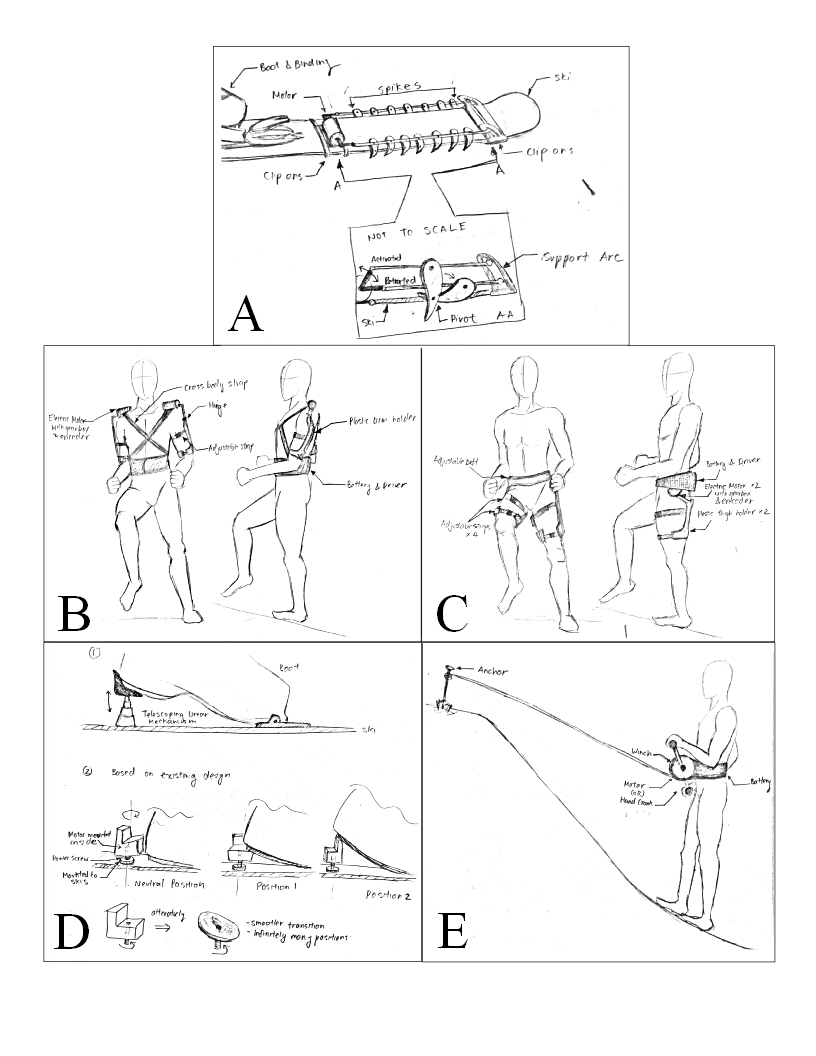 Boot & Binding
Motor
spikes
ski
Clip ons
Clip ons
A
A
NOT TO SCALE
Activated
Support Arc
Ski
Pivot
AA
A
Cross body strap
Hinge
Electric Motor
with gearbox
& encoder
Adjustable strap
Plastic arm holder
Battery & Driver
B
Adjustable belt
Adjustable straps
x 4
Battery & Driver
Electric Motor x2
with gearbox
& encoder
Plastic thigh holder x2
C
①
Boot
Telescoping Linear
Mechanism
ski
② Based on existing design
Motor mounted
inside
Power screw
Mounted to
skis
Neutral Position
Position 1
Position 2
alternately
⇒
- Smoother transition
- Infinitely many positions
D
Anchor
Winch
Motor
(OR)
Hand Crank
Battery
E